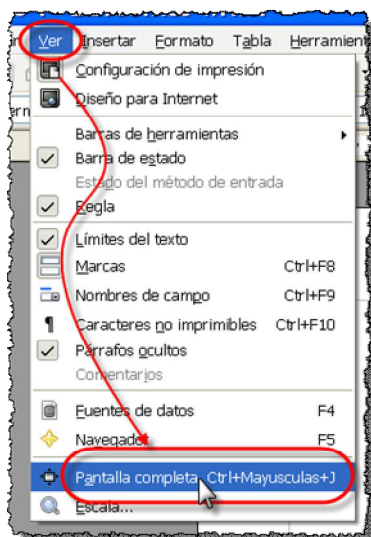 Ver Insertar Formato Tabla Herramien
Configuración de impresión
Diseño para Internet
Barras de herramientas
Barra de estado
Estado del método de entrada
Regla
Límites del texto
Marcas Ctrl+F8
Nombres de campo Ctrl+F9
Caracteres no imprimibles Ctrl+F10
Párrafos ocultos
Comentarios
Fuentes de datos F4
Navegador F5
Pantalla completa Ctrl+Mayusculas+J
Escala...